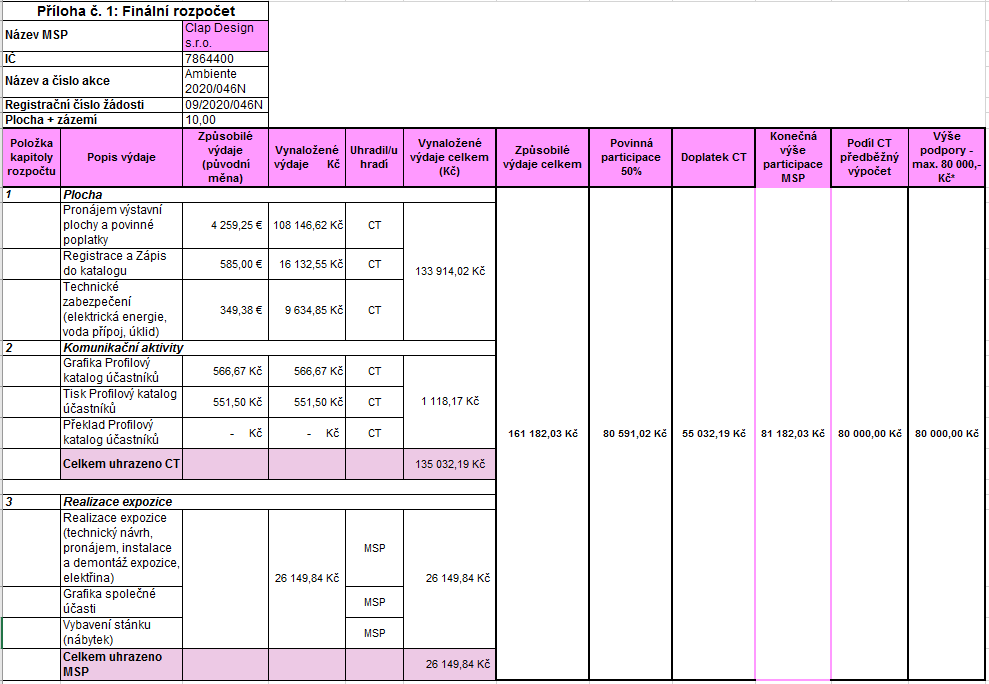 Příloha č. 1: Finální rozpočet
Název MSP
Clap Design
s.r.o.
IČ
7864400
Název a číslo akce
Ambiente
2020/046N
Registrační číslo žádosti
09/2020/046N
Plocha + zázemí
10,00
Položka
kapitoly
rozpočtu
Popis výdaje
Způsobilé
výdaje
(původní
měna)
Vynaložené
výdaje Kč
Uhradil/u
hradí
Vynaložené
výdaje celkem
(Kč)
Způsobilé
výdaje celkem
Povinná
participace
50%
Doplatek CT
Konečná
výše
participace
MSP
Podíl CT
předběžný
výpočet
Výše
podpory -
max. 80 000,-
Kč*
1
Plocha
Pronájem výstavní
plochy a povinné
poplatky
4 259,25 €
108 146,62 Kč
CT
Registrace a Zápis
do katalogu
585,00 €
16 132,55 Kč
CT
133 914,02 Kč
Technické
zabezpečení
(elektrická energie,
voda přípoj, úklid)
349,38 €
9 634,85 Kč
CT
2
Komunikační aktivity
Grafika Profilový
katalog účastníků
566,67 Kč
566,67 Kč
CT
Tisk Profilový katalog
účastníků
551,50 Kč
551,50 Kč
CT
1 118,17 Kč
Překlad Profilový
katalog účastníků
- Kč
- Kč
CT
161 182,03 Kč
80 591,02 Kč
55 032,19 Kč
81 182,03 Kč
80 000,00 Kč
80 000,00 Kč
Celkem uhrazeno CT
135 032,19 Kč
3
Realizace expozice
Realizace expozice
(technický návrh,
pronájem, instalace
a demontáž expozice,
elektřina)
MSP
26 149,84 Kč
26 149,84 Kč
Grafika společné
účasti
MSP
Vybavení stánku
(nábytek)
MSP
Celkem uhrazeno
MSP
26 149,84 Kč